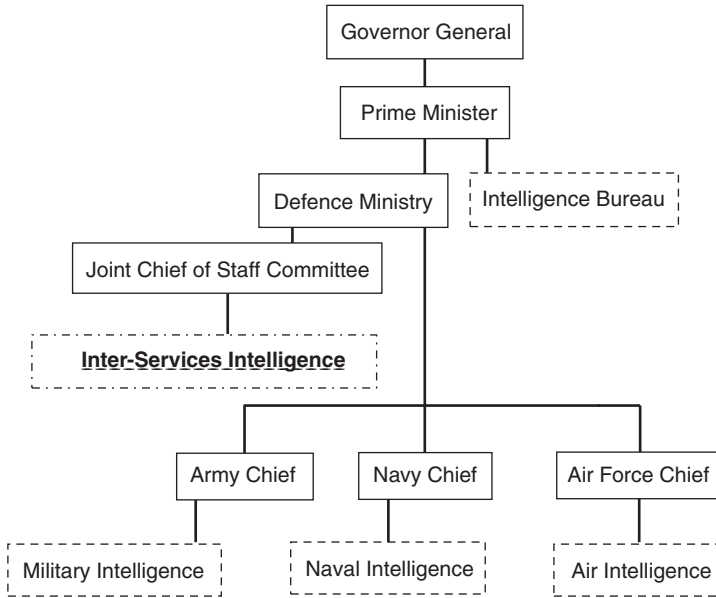 Governor General
Prime Minister
Intelligence Bureau
Defence Ministry
Joint Chief of Staff Committee
Inter-Services Intelligence
Army Chief
Navy Chief
Air Force Chief
Military Intelligence
Naval Intelligence
Air Intelligence